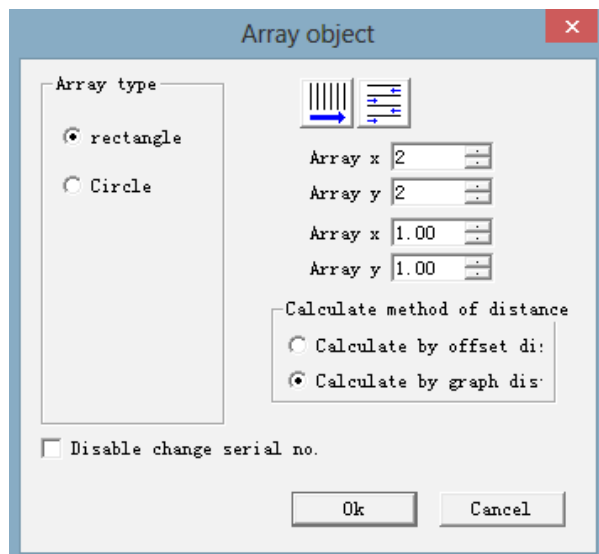 Array object
Array type
rectangle
Circle
Array x 2
Array y 2
Array x 1.00
Array y 1.00
Calculate method of distance
Calculate by offset di
Calculate by graph dis
Disable change serial no.
Ok
Cancel